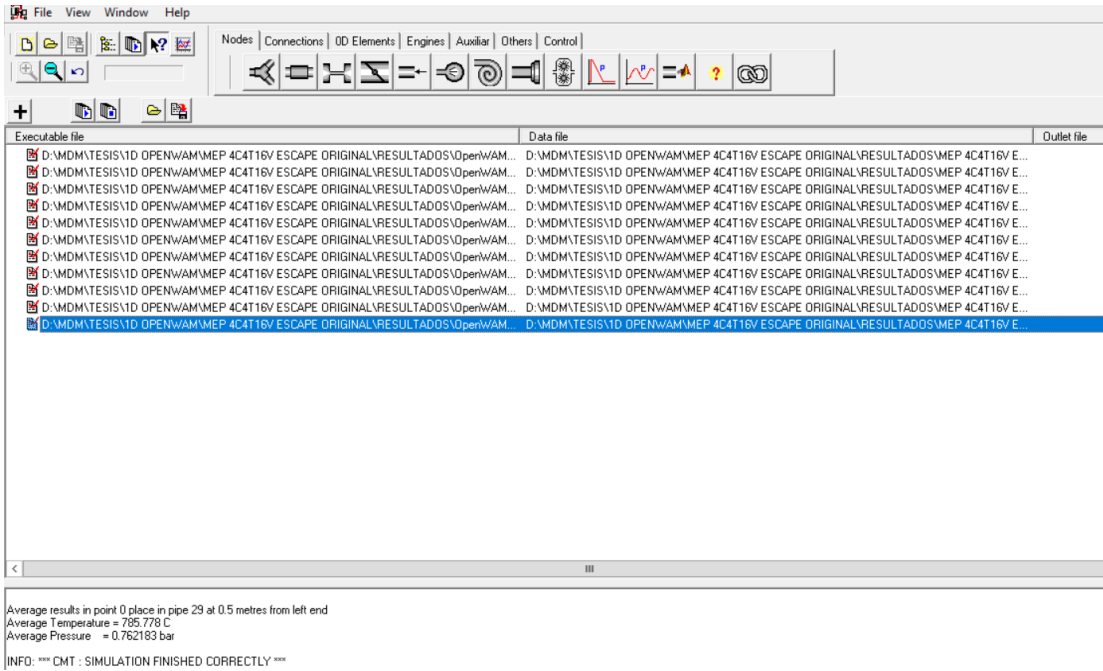 File View Window Help
Nodes Connections 0D Elements Engines Auxiliar Others Control
P P ?
Executable file Data file Outlet file
D:\MDM\TESIS\1D OPENWAM\MEP 4C4T16V ESCAPE ORIGINAL\RESULTADOS\OpenWAM... D:\MDM\TESIS\1D OPENWAM\MEP 4C4T16V ESCAPE ORIGINAL\RESULTADOS\MEP 4C4T16V E...
D:\MDM\TESIS\1D OPENWAM\MEP 4C4T16V ESCAPE ORIGINAL\RESULTADOS\OpenWAM... D:\MDM\TESIS\1D OPENWAM\MEP 4C4T16V ESCAPE ORIGINAL\RESULTADOS\MEP 4C4T16V E...
D:\MDM\TESIS\1D OPENWAM\MEP 4C4T16V ESCAPE ORIGINAL\RESULTADOS\OpenWAM... D:\MDM\TESIS\1D OPENWAM\MEP 4C4T16V ESCAPE ORIGINAL\RESULTADOS\MEP 4C4T16V E...
D:\MDM\TESIS\1D OPENWAM\MEP 4C4T16V ESCAPE ORIGINAL\RESULTADOS\OpenWAM... D:\MDM\TESIS\1D OPENWAM\MEP 4C4T16V ESCAPE ORIGINAL\RESULTADOS\MEP 4C4T16V E...
D:\MDM\TESIS\1D OPENWAM\MEP 4C4T16V ESCAPE ORIGINAL\RESULTADOS\OpenWAM... D:\MDM\TESIS\1D OPENWAM\MEP 4C4T16V ESCAPE ORIGINAL\RESULTADOS\MEP 4C4T16V E...
D:\MDM\TESIS\1D OPENWAM\MEP 4C4T16V ESCAPE ORIGINAL\RESULTADOS\OpenWAM... D:\MDM\TESIS\1D OPENWAM\MEP 4C4T16V ESCAPE ORIGINAL\RESULTADOS\MEP 4C4T16V E...
D:\MDM\TESIS\1D OPENWAM\MEP 4C4T16V ESCAPE ORIGINAL\RESULTADOS\OpenWAM... D:\MDM\TESIS\1D OPENWAM\MEP 4C4T16V ESCAPE ORIGINAL\RESULTADOS\MEP 4C4T16V E...
D:\MDM\TESIS\1D OPENWAM\MEP 4C4T16V ESCAPE ORIGINAL\RESULTADOS\OpenWAM... D:\MDM\TESIS\1D OPENWAM\MEP 4C4T16V ESCAPE ORIGINAL\RESULTADOS\MEP 4C4T16V E...
D:\MDM\TESIS\1D OPENWAM\MEP 4C4T16V ESCAPE ORIGINAL\RESULTADOS\OpenWAM... D:\MDM\TESIS\1D OPENWAM\MEP 4C4T16V ESCAPE ORIGINAL\RESULTADOS\MEP 4C4T16V E...
D:\MDM\TESIS\1D OPENWAM\MEP 4C4T16V ESCAPE ORIGINAL\RESULTADOS\OpenWAM... D:\MDM\TESIS\1D OPENWAM\MEP 4C4T16V ESCAPE ORIGINAL\RESULTADOS\MEP 4C4T16V E...
D:\MDM\TESIS\1D OPENWAM\MEP 4C4T16V ESCAPE ORIGINAL\RESULTADOS\OpenWAM... D:\MDM\TESIS\1D OPENWAM\MEP 4C4T16V ESCAPE ORIGINAL\RESULTADOS\MEP 4C4T16V E...
Average results in point 0 place in pipe 29 at 0.5 metres from left end
Average Temperature = 785.778 C
Average Pressure = 0.762183 bar
INFO: *** CMT : SIMULATION FINISHED CORRECTLY ***